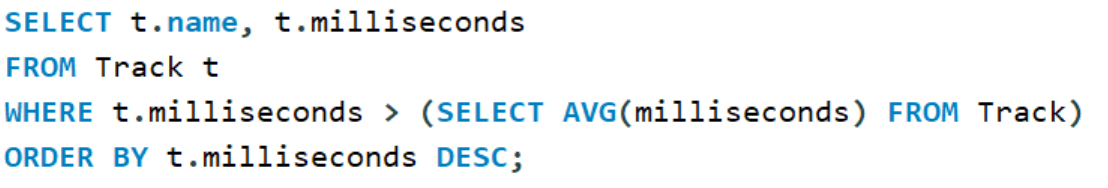 SELECT t.name, t.milliseconds
FROM Track t
WHERE t.milliseconds > (SELECT AVG(milliseconds) FROM Track)
ORDER BY t.milliseconds DESC;